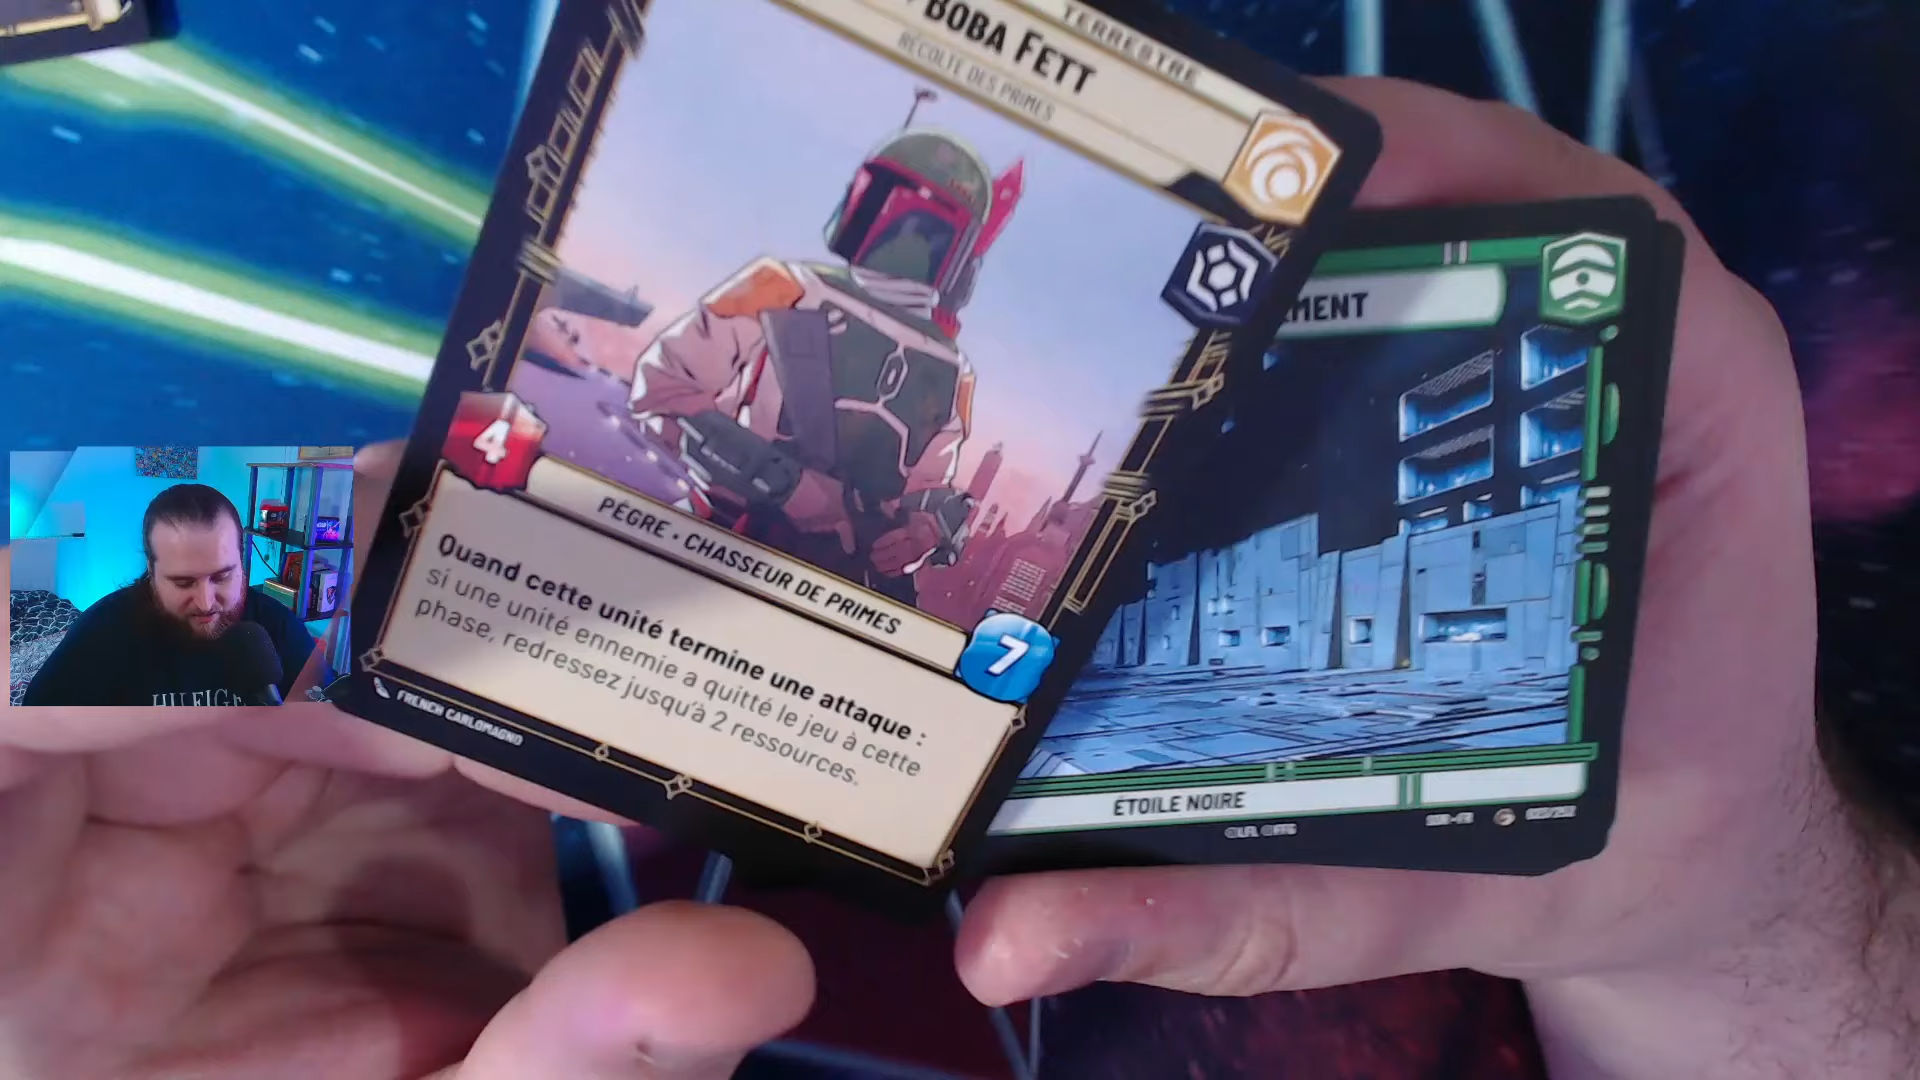 TERRESTRE
BOBA FETT
RÉCOLTE DES PRIMES
4
PÈGRE • CHASSEUR DE PRIMES
7
Quand cette unité termine une attaque :
si une unité ennemie a quitté le jeu à cette
phase, redressez jusqu'à 2 ressources.
FRENCH CARLOMAGNO
MENT
ÉTOILE NOIRE